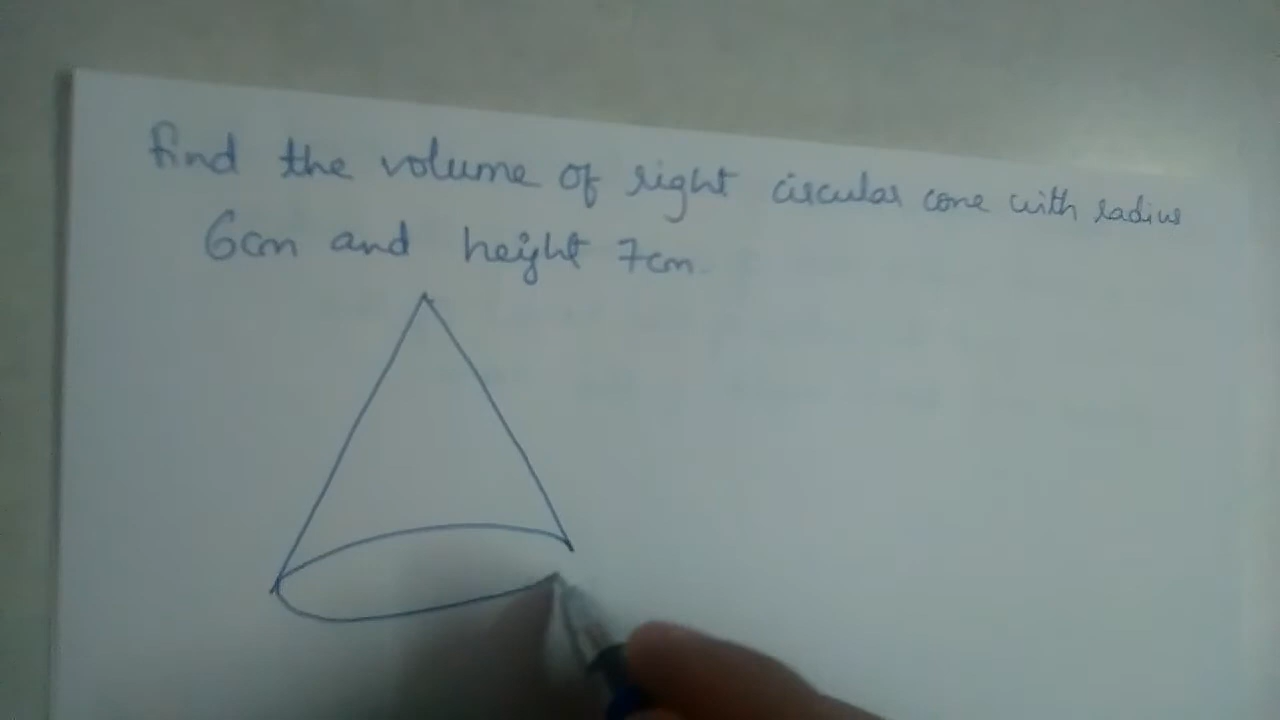 find the volume of right circular cone with radius
6cm and height 7cm.